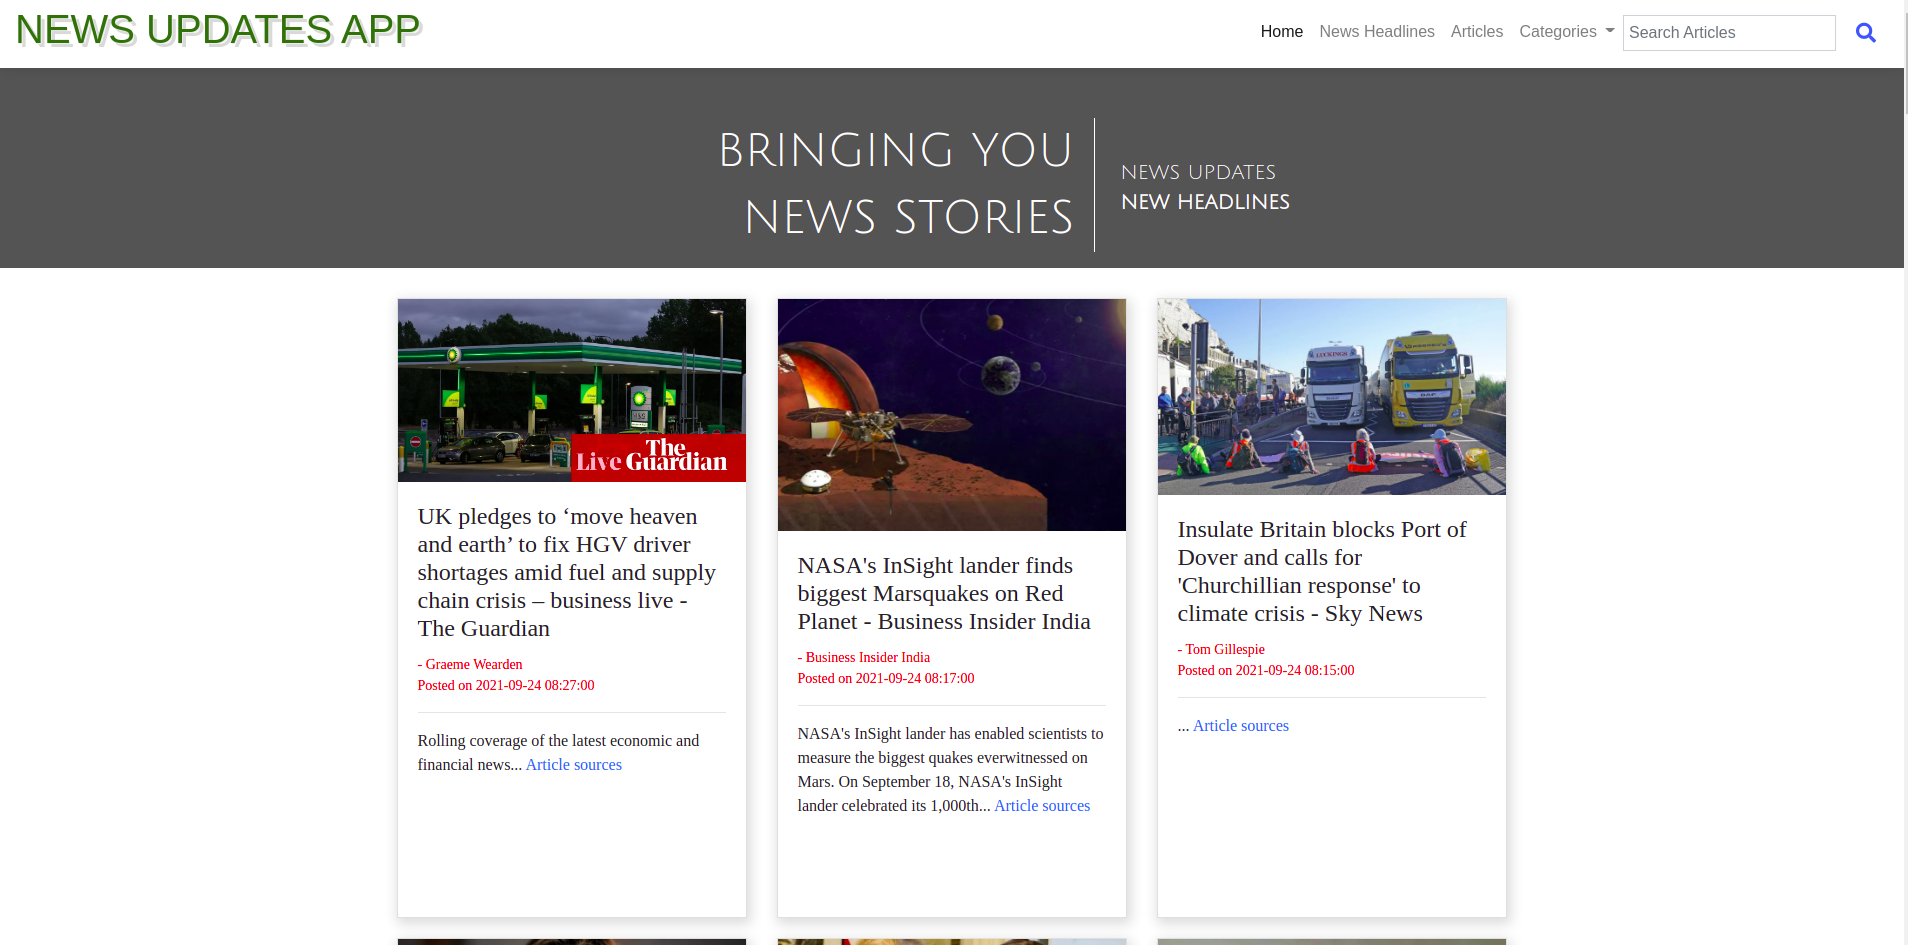 NEWS UPDATES APP
Home News Headlines Articles Categories Search Articles
BRINGING YOU
NEWS STORIES
NEWS UPDATES
NEW HEADLINES
The
Live Guardian
UK pledges to ‘move heaven
and earth’ to fix HGV driver
shortages amid fuel and supply
chain crisis – business live -
The Guardian
- Graeme Wearden
Posted on 2021-09-24 08:27:00
Rolling coverage of the latest economic and
financial news... Article sources
NASA's InSight lander finds
biggest Marsquakes on Red
Planet - Business Insider India
- Business Insider India
Posted on 2021-09-24 08:17:00
NASA's InSight lander has enabled scientists to
measure the biggest quakes everwitnessed on
Mars. On September 18, NASA's InSight
lander celebrated its 1,000th... Article sources
LOCKINGS
DAF
Insulate Britain blocks Port of
Dover and calls for
'Churchillian response' to
climate crisis - Sky News
- Tom Gillespie
Posted on 2021-09-24 08:15:00
... Article sources